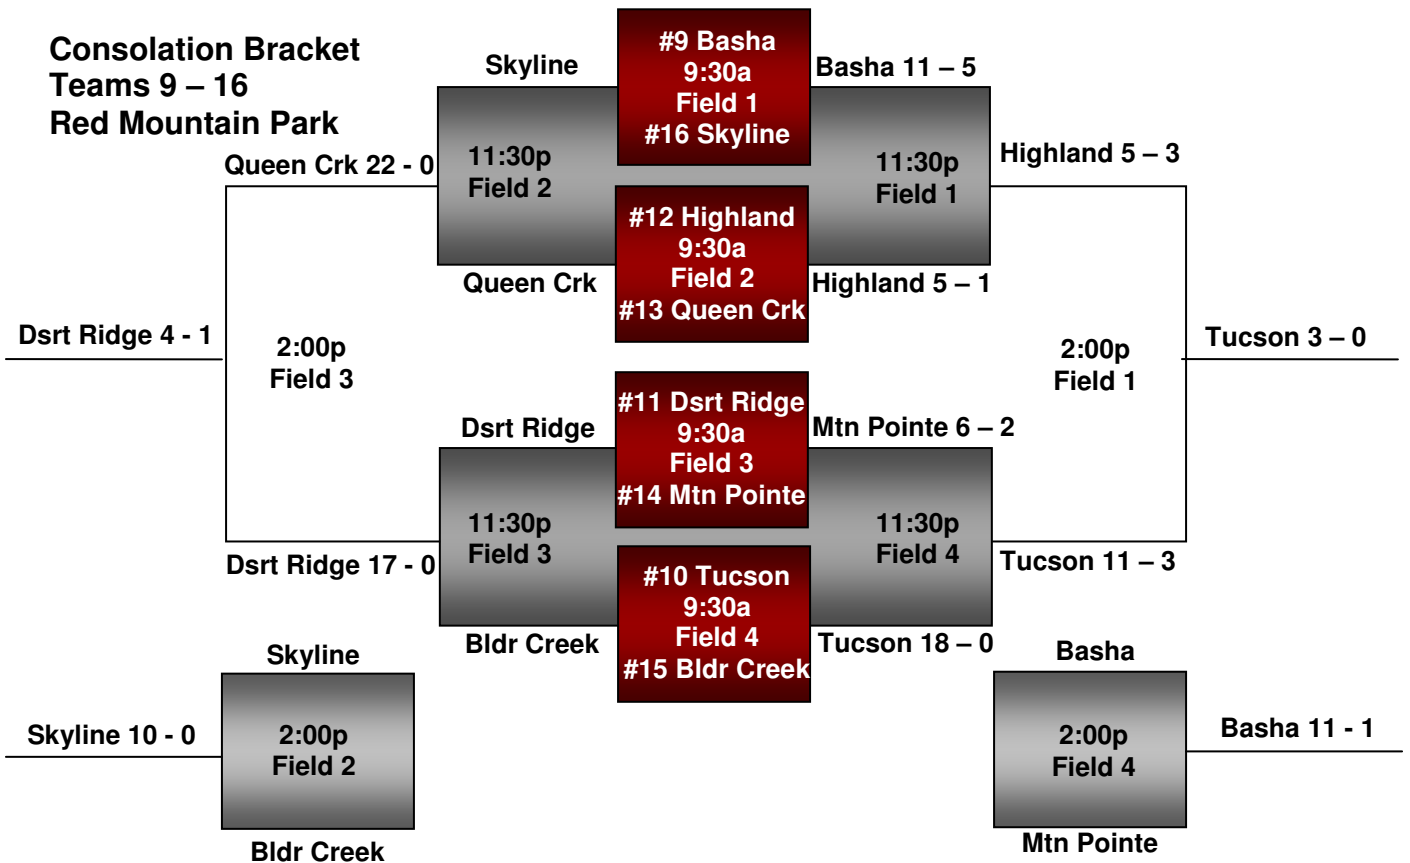 Consolation Bracket
Teams 9 – 16
Red Mountain Park
#9 Basha
9:30a
Field 1
#16 Skyline
Skyline
Basha 11 – 5
11:30p
Field 2
11:30p
Field 1
Queen Crk 22 - 0
Highland 5 – 3
#12 Highland
9:30a
Field 2
#13 Queen Crk
Queen Crk
Highland 5 – 1
Dsrt Ridge 4 - 1
2:00p
Field 3
2:00p
Field 1
Tucson 3 – 0
#11 Dsrt Ridge
9:30a
Field 3
#14 Mtn Pointe
Dsrt Ridge
Mtn Pointe 6 – 2
11:30p
Field 3
11:30p
Field 4
Dsrt Ridge 17 - 0
Tucson 11 – 3
#10 Tucson
9:30a
Field 4
#15 Bldr Creek
Bldr Creek
Tucson 18 – 0
Skyline
2:00p
Field 2
Bldr Creek
Skyline 10 - 0
Basha
2:00p
Field 4
Mtn Pointe
Basha 11 - 1